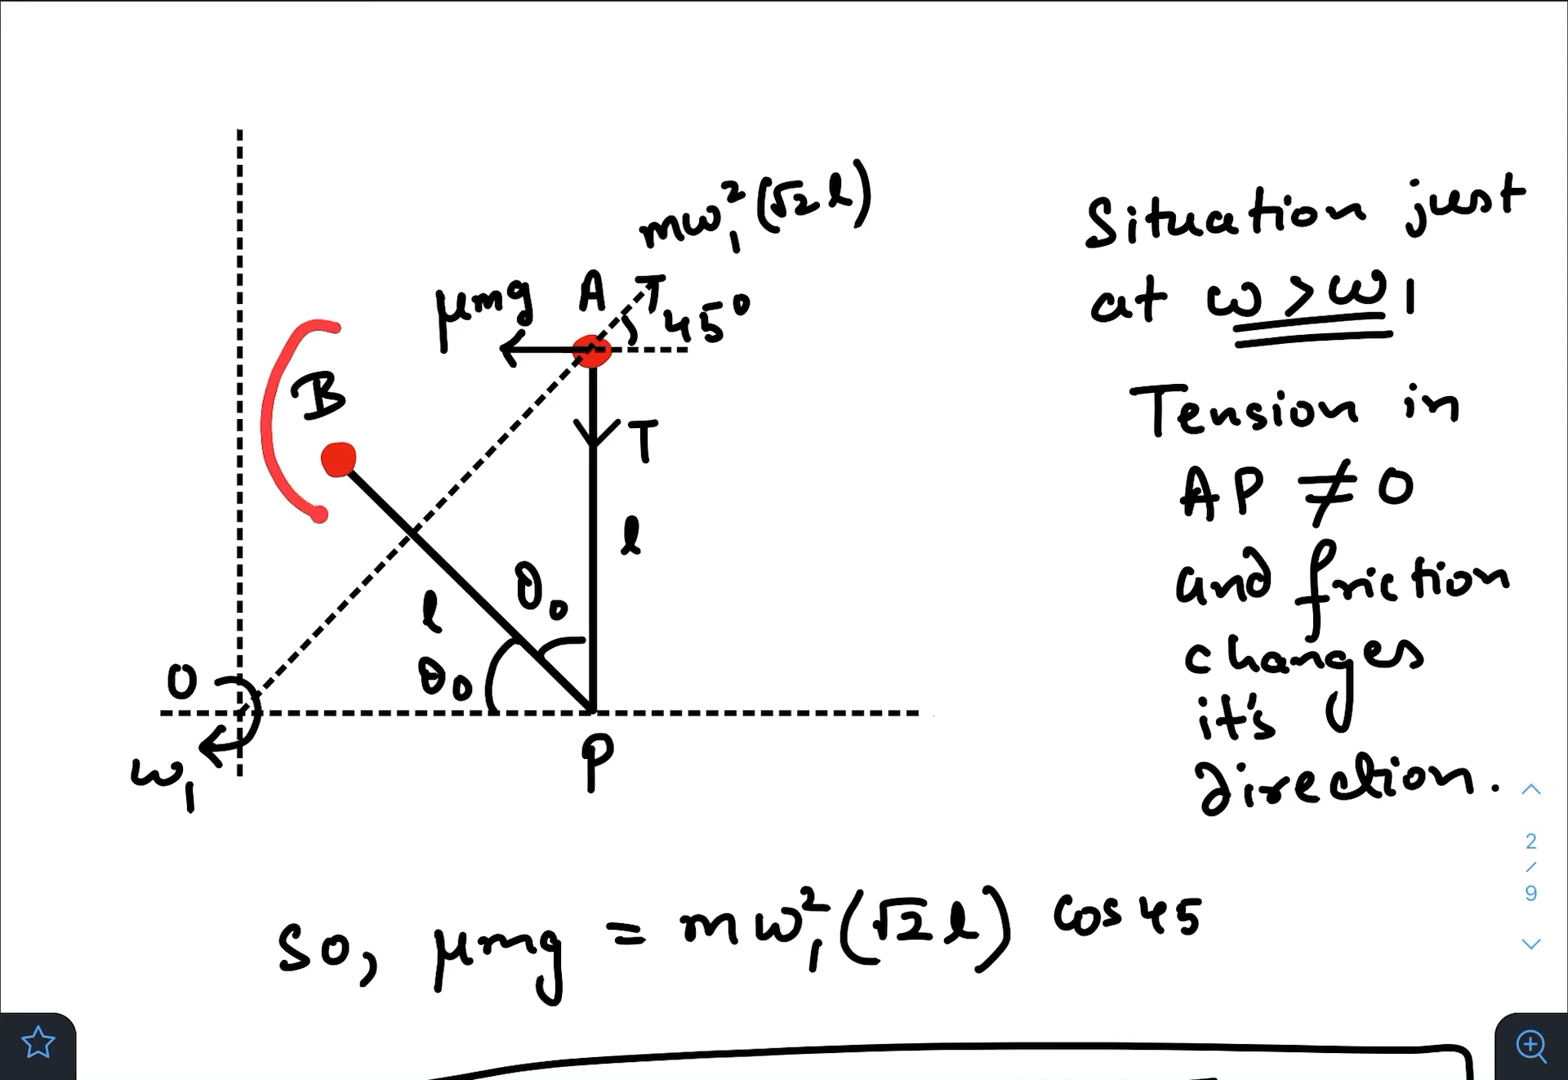 mω₁²(√2 l)
μmg A
45°
B
T
l
θ₀
l
θ₀
O
ω₁
P
Situation just
at ω > ω1
Tension in
AP ≠ 0
and friction
changes
it's
direction.
2
/
9
so, μmg = mω₁²(√2 l) cos 45